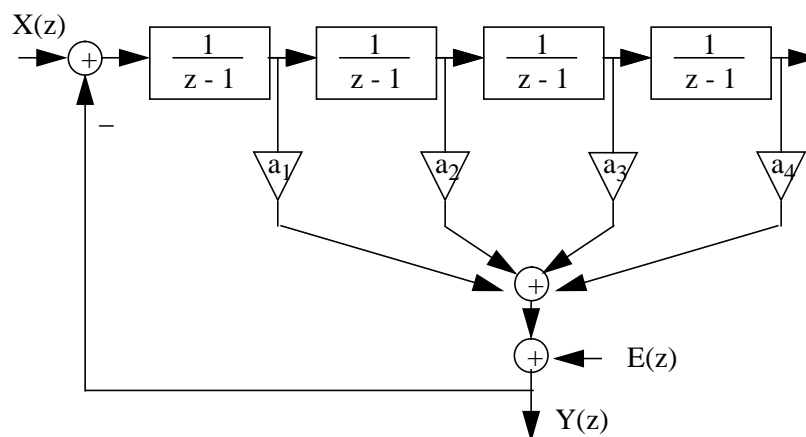 X(z)
+
1
z - 1
1
z - 1
1
z - 1
1
z - 1
–
a1
a2
a3
a4
+
+
E(z)
Y(z)